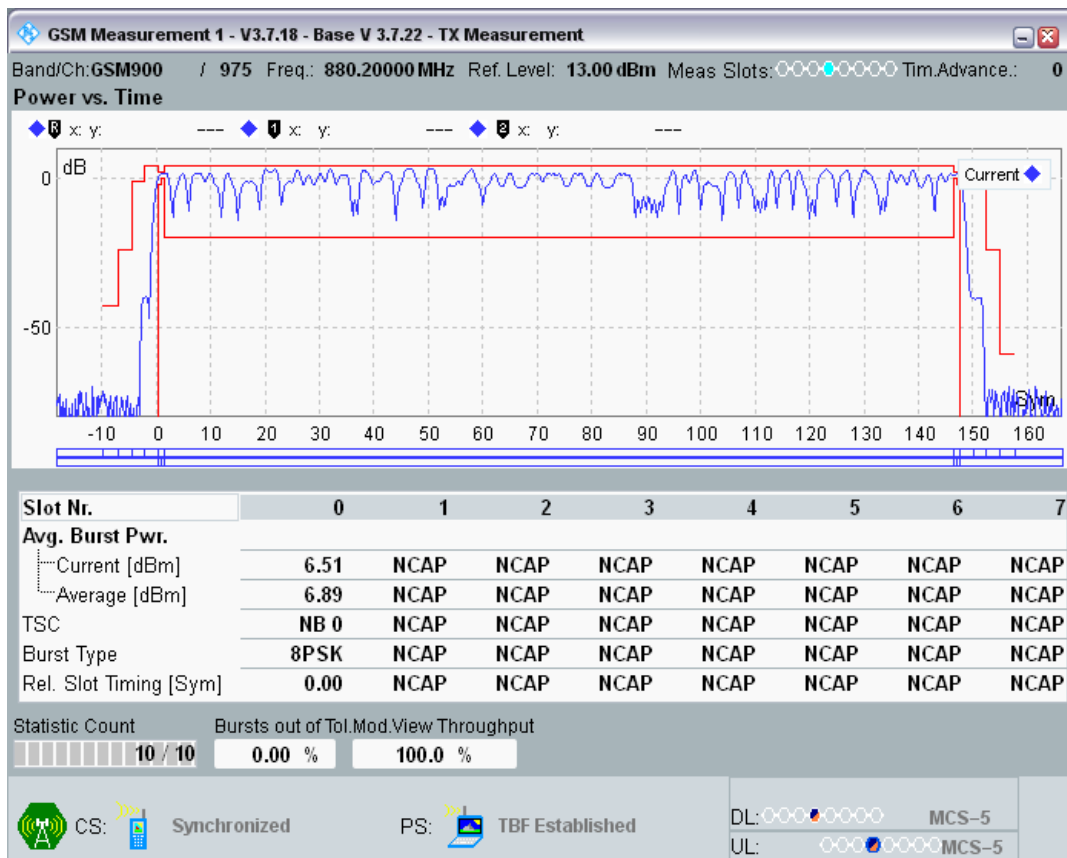 GSM Measurement 1 - V3.7.18 - Base V 3.7.22 - TX Measurement
Band/Ch:GSM900 / 975 Freq.: 880.20000 MHz Ref. Level: 13.00 dBm Meas Slots: Tim.Advance.: 0
Power vs. Time
R x: y: --- 1 x: y: --- 2 x: y: ---
dB
0
Current
-50
Sym
-10 0 10 20 30 40 50 60 70 80 90 100 110 120 130 140 150 160
Slot Nr. 0 1 2 3 4 5 6 7
Avg. Burst Pwr.
Current [dBm] 6.51 NCAP NCAP NCAP NCAP NCAP NCAP NCAP
Average [dBm] 6.89 NCAP NCAP NCAP NCAP NCAP NCAP NCAP
TSC NB 0 NCAP NCAP NCAP NCAP NCAP NCAP NCAP
Burst Type 8PSK NCAP NCAP NCAP NCAP NCAP NCAP NCAP
Rel. Slot Timing [Sym] 0.00 NCAP NCAP NCAP NCAP NCAP NCAP NCAP
Statistic Count Bursts out of Tol.Mod.View Throughput
10 / 10 0.00 % 100.0 %
CS: Synchronized PS: TBF Established
DL: MCS-5
UL: MCS-5